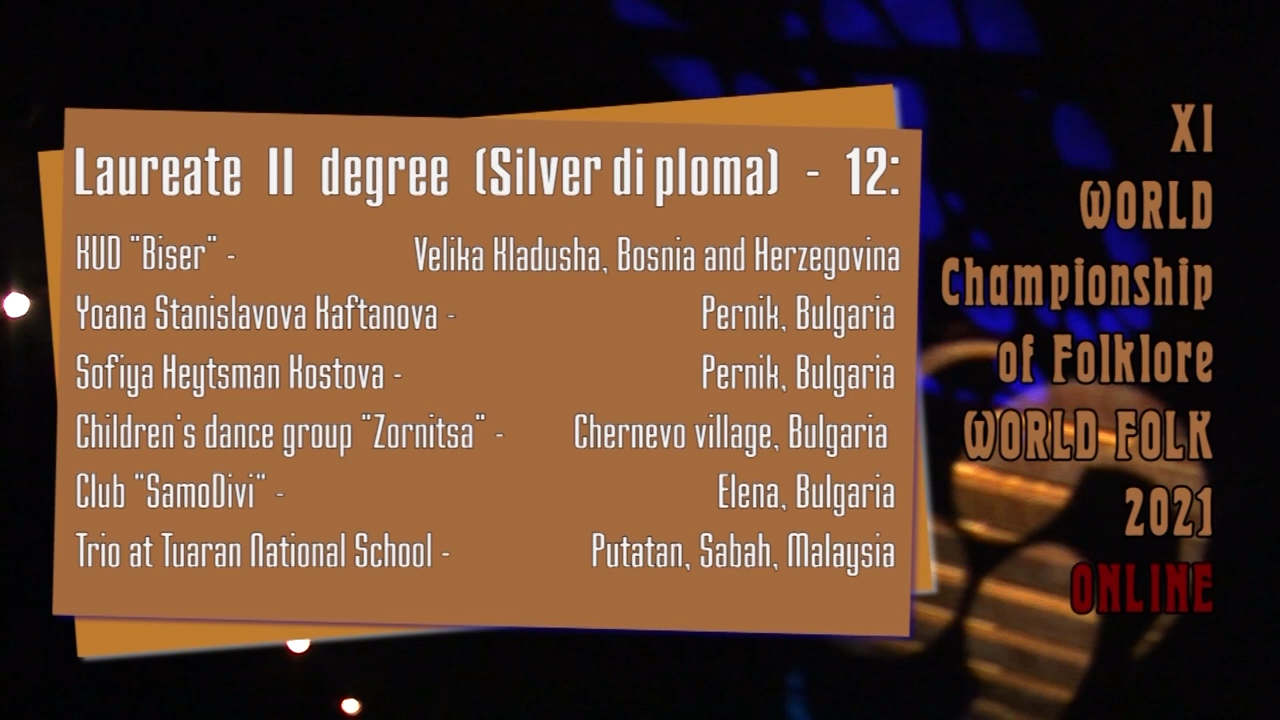 Laureate II degree (Silver diploma) - 12:
KUD "Biser" - Velika Kladusha, Bosnia and Herzegovina
Yoana Stanislavova Kaftanova - Pernik, Bulgaria
Sofiya Heytsman Kostova - Pernik, Bulgaria
Children's dance group "Zornitsa" - Chernevo village, Bulgaria
Club "SamoDivi" - Elena, Bulgaria
Trio at Tuaran National School - Putatan, Sabah, Malaysia
XI
WORLD
Championship
of Folklore
WORLD FOLK
2021
ONLINE